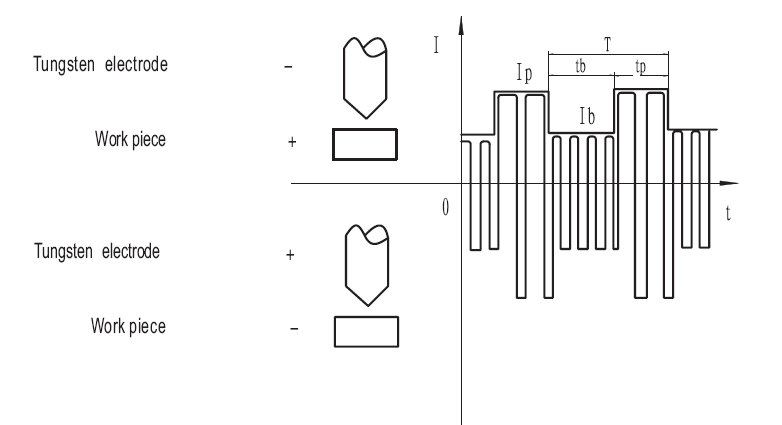 Tungsten electrode −
Work piece +
I
Ip
T
tb
tp
Ib
0
t
Tungsten electrode +
Work piece −